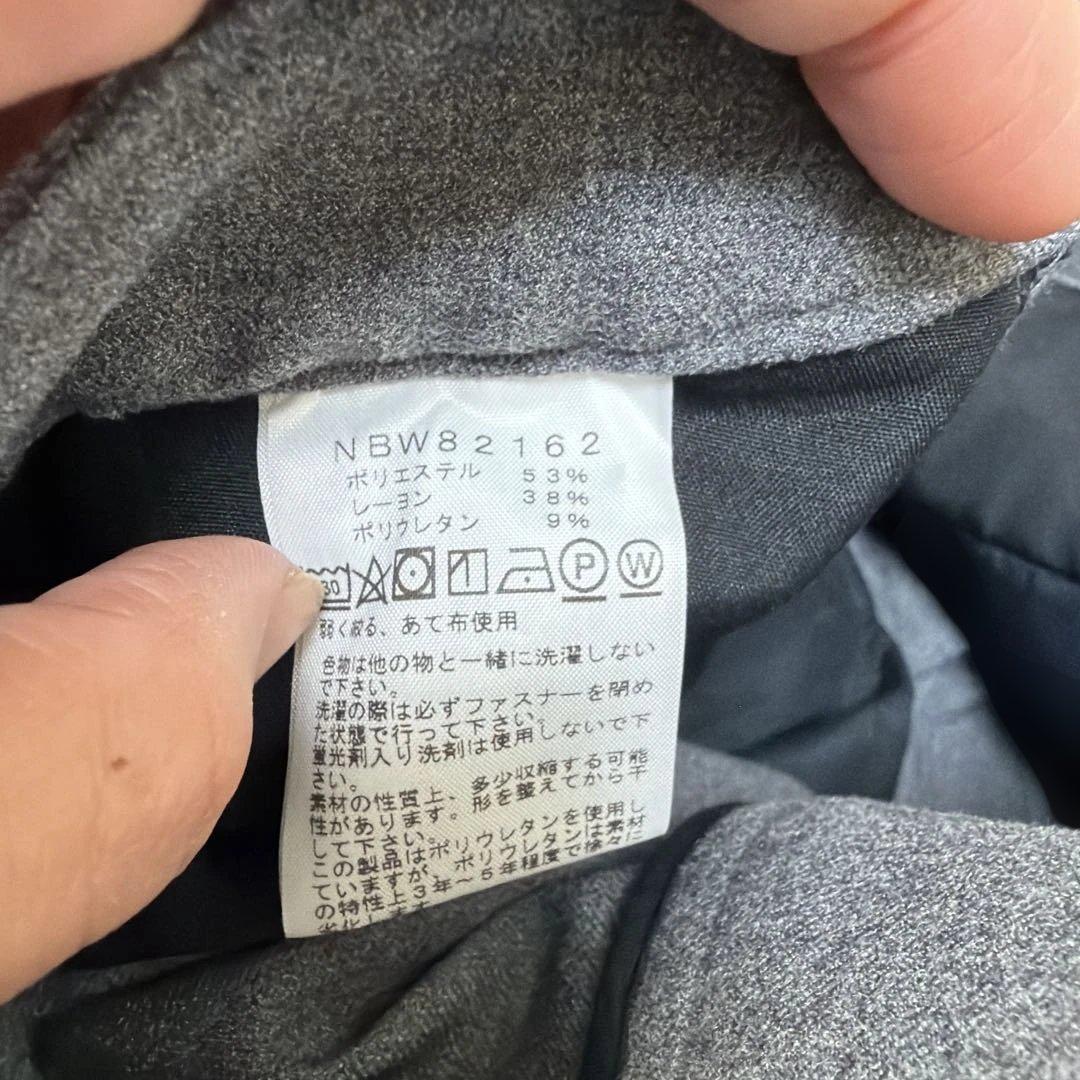 NBW82162
ポリエステル 53%
レーヨン 38%
ポリウレタン 9%
30 P W
弱く絞る、あて布使用
色物は他の物と一緒に洗濯しない
で下さい。
洗濯の際は必ずファスナーを閉め
た状態で行って下さい。
蛍光剤入り洗剤は使用しないで下
さい。
素材の性質上、多少収縮する可能
性があります。形を整えてから干
して下さい。
この製品はポリウレタンを使用し
ていますが、ポリウレタンは素材
の特性上3年～5年程度で徐々に